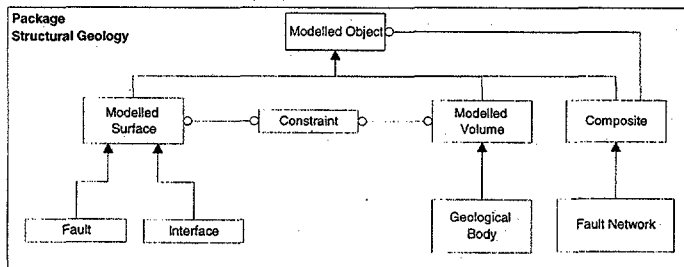 Package
Structural Geology
Modelled Object
Modelled
Surface
Constraint
Modelled
Volume
Composite
Fault
Interface
Geological
Body
Fault Network